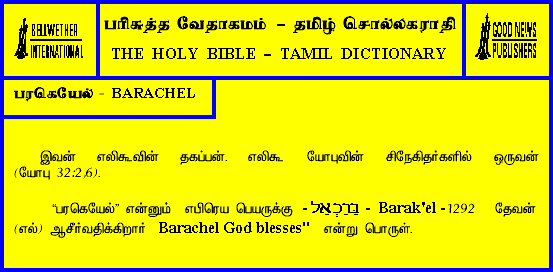 BELLWETHER
INTERNATIONAL
பரிசுத்த வேதாகமம் – தமிழ் சொல்லகராதி
THE HOLY BIBLE – TAMIL DICTIONARY
GOOD NEWS
PUBLISHERS
பரகெயேல் - BARACHEL
இவன் எலிகூவின் தகப்பன். எலிகூ யோபுவின் சிநேகிதர்களில் ஒருவன்
(யோபு 32:2,6).
“பரகெயேல்” என்னும் எபிரெய பெயருக்கு - בַּרַכְאֵל - Barak'el -1292 தேவன்
(எல்) ஆசீர்வதிக்கிறார் Barachel God blesses" என்று பொருள்.